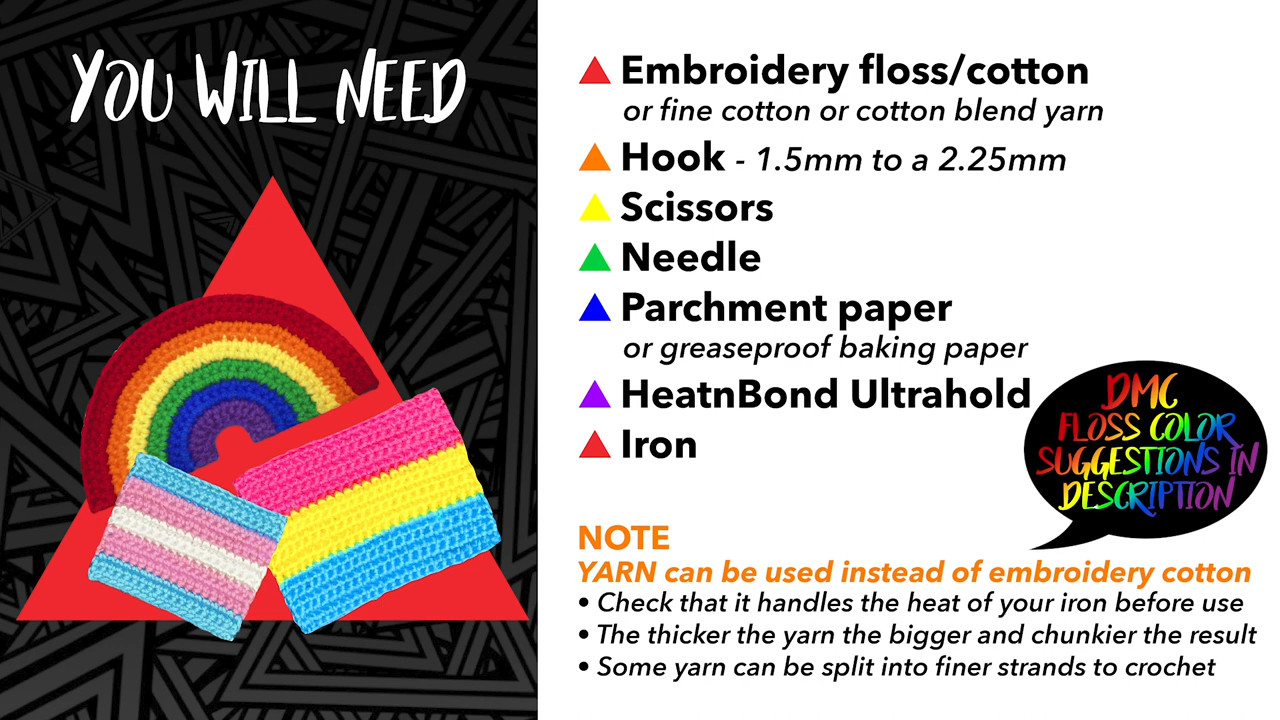 YOU WILL NEED
Embroidery floss/cotton
or fine cotton or cotton blend yarn
Hook - 1.5mm to a 2.25mm
Scissors
Needle
Parchment paper
or greaseproof baking paper
HeatnBond Ultrahold
Iron
DMC
FLOSS COLOR
SUGGESTIONS IN
DESCRIPTION
NOTE
YARN can be used instead of embroidery cotton
• Check that it handles the heat of your iron before use
• The thicker the yarn the bigger and chunkier the result
• Some yarn can be split into finer strands to crochet